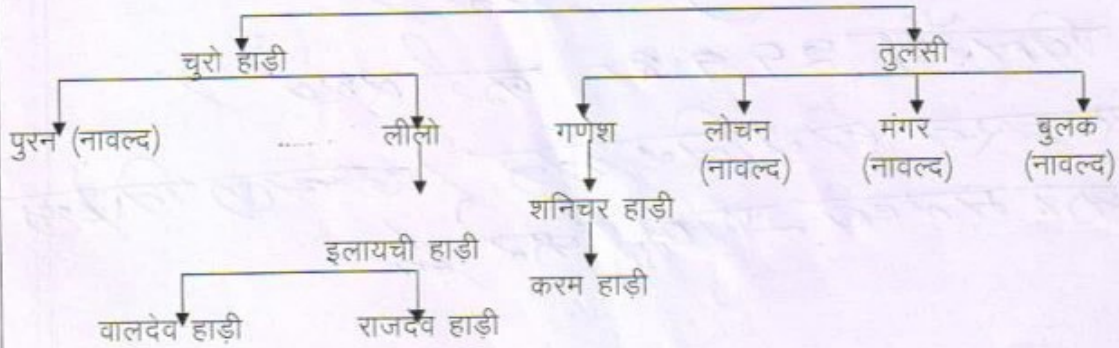 चुरो हाड़ी तुलसी
पुरन (नावल्द) ...... लीलो गणेश लोचन मंगर बुलक
(नावल्द) (नावल्द) (नावल्द)
शनिचर हाड़ी
इलायची हाड़ी
करम हाड़ी
वालदेव हाड़ी राजदेव हाड़ी